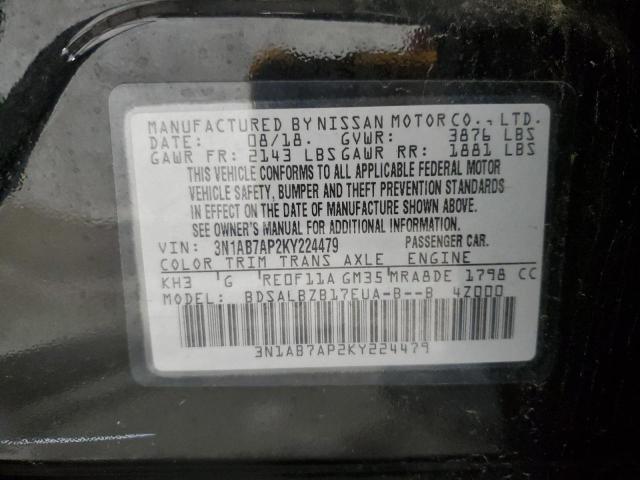 MANUFACTURED BY NISSAN MOTOR CO., LTD.
DATE: 08/18. GVWR: 3876 LBS
GAWR FR: 2143 LBS GAWR RR: 1881 LBS
THIS VEHICLE CONFORMS TO ALL APPLICABLE FEDERAL MOTOR
VEHICLE SAFETY, BUMPER AND THEFT PREVENTION STANDARDS
IN EFFECT ON THE DATE OF MANUFACTURE SHOWN ABOVE.
SEE OWNER'S MANUAL FOR ADDITIONAL INFORMATION.
VIN: 3N1AB7AP2KY224479 PASSENGER CAR.
COLOR TRIM TRANS AXLE ENGINE
KH3 G RE0F11A GM35 MRA8DE 1798 CC
MODEL: BDSALBZB17EUA-B--B 4Z000
3N1AB7AP2KY224479